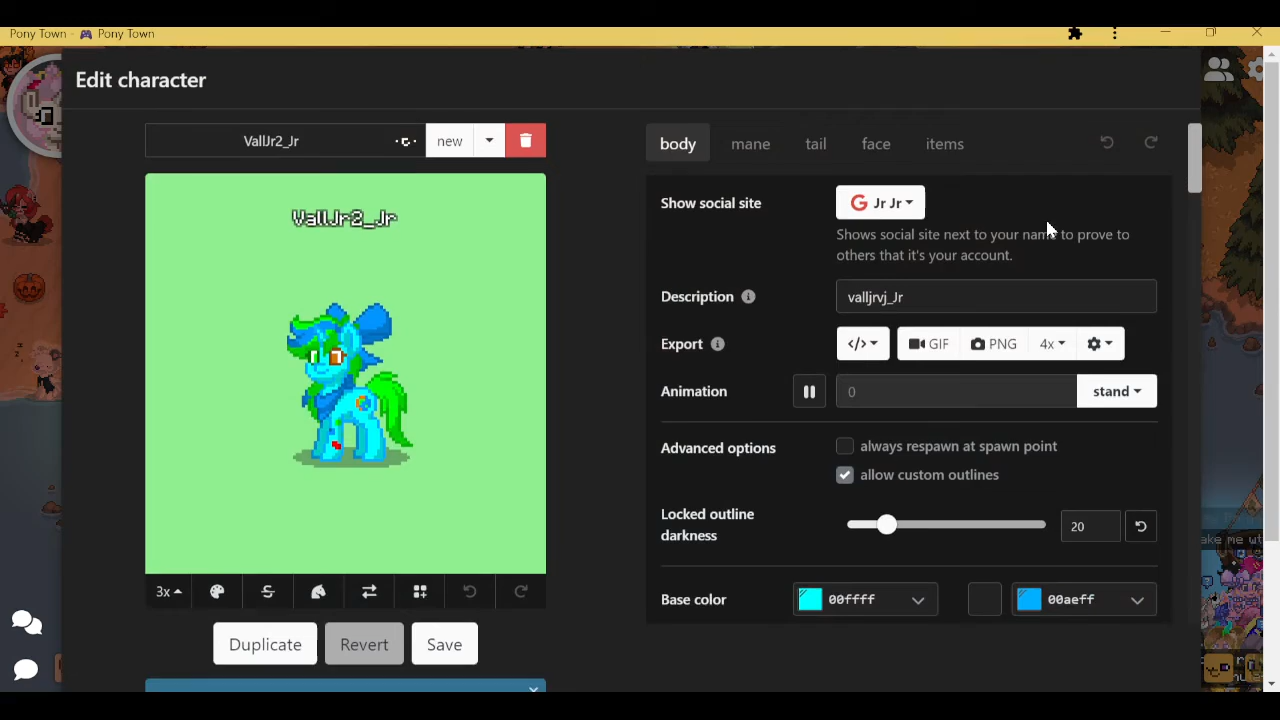 Pony Town - 🎮 Pony Town
Edit character
ValIJr2_Jr
new
VallJr2_Jr
3x
Duplicate
Revert
Save
body
mane
tail
face
items
Show social site
Jr Jr
Shows social site next to your name to prove to
others that it's your account.
Description
valljrvj_Jr
Export
</>
GIF
PNG
4x
Animation
0
stand
Advanced options
always respawn at spawn point
allow custom outlines
Locked outline
darkness
20
Base color
00ffff
00aeff